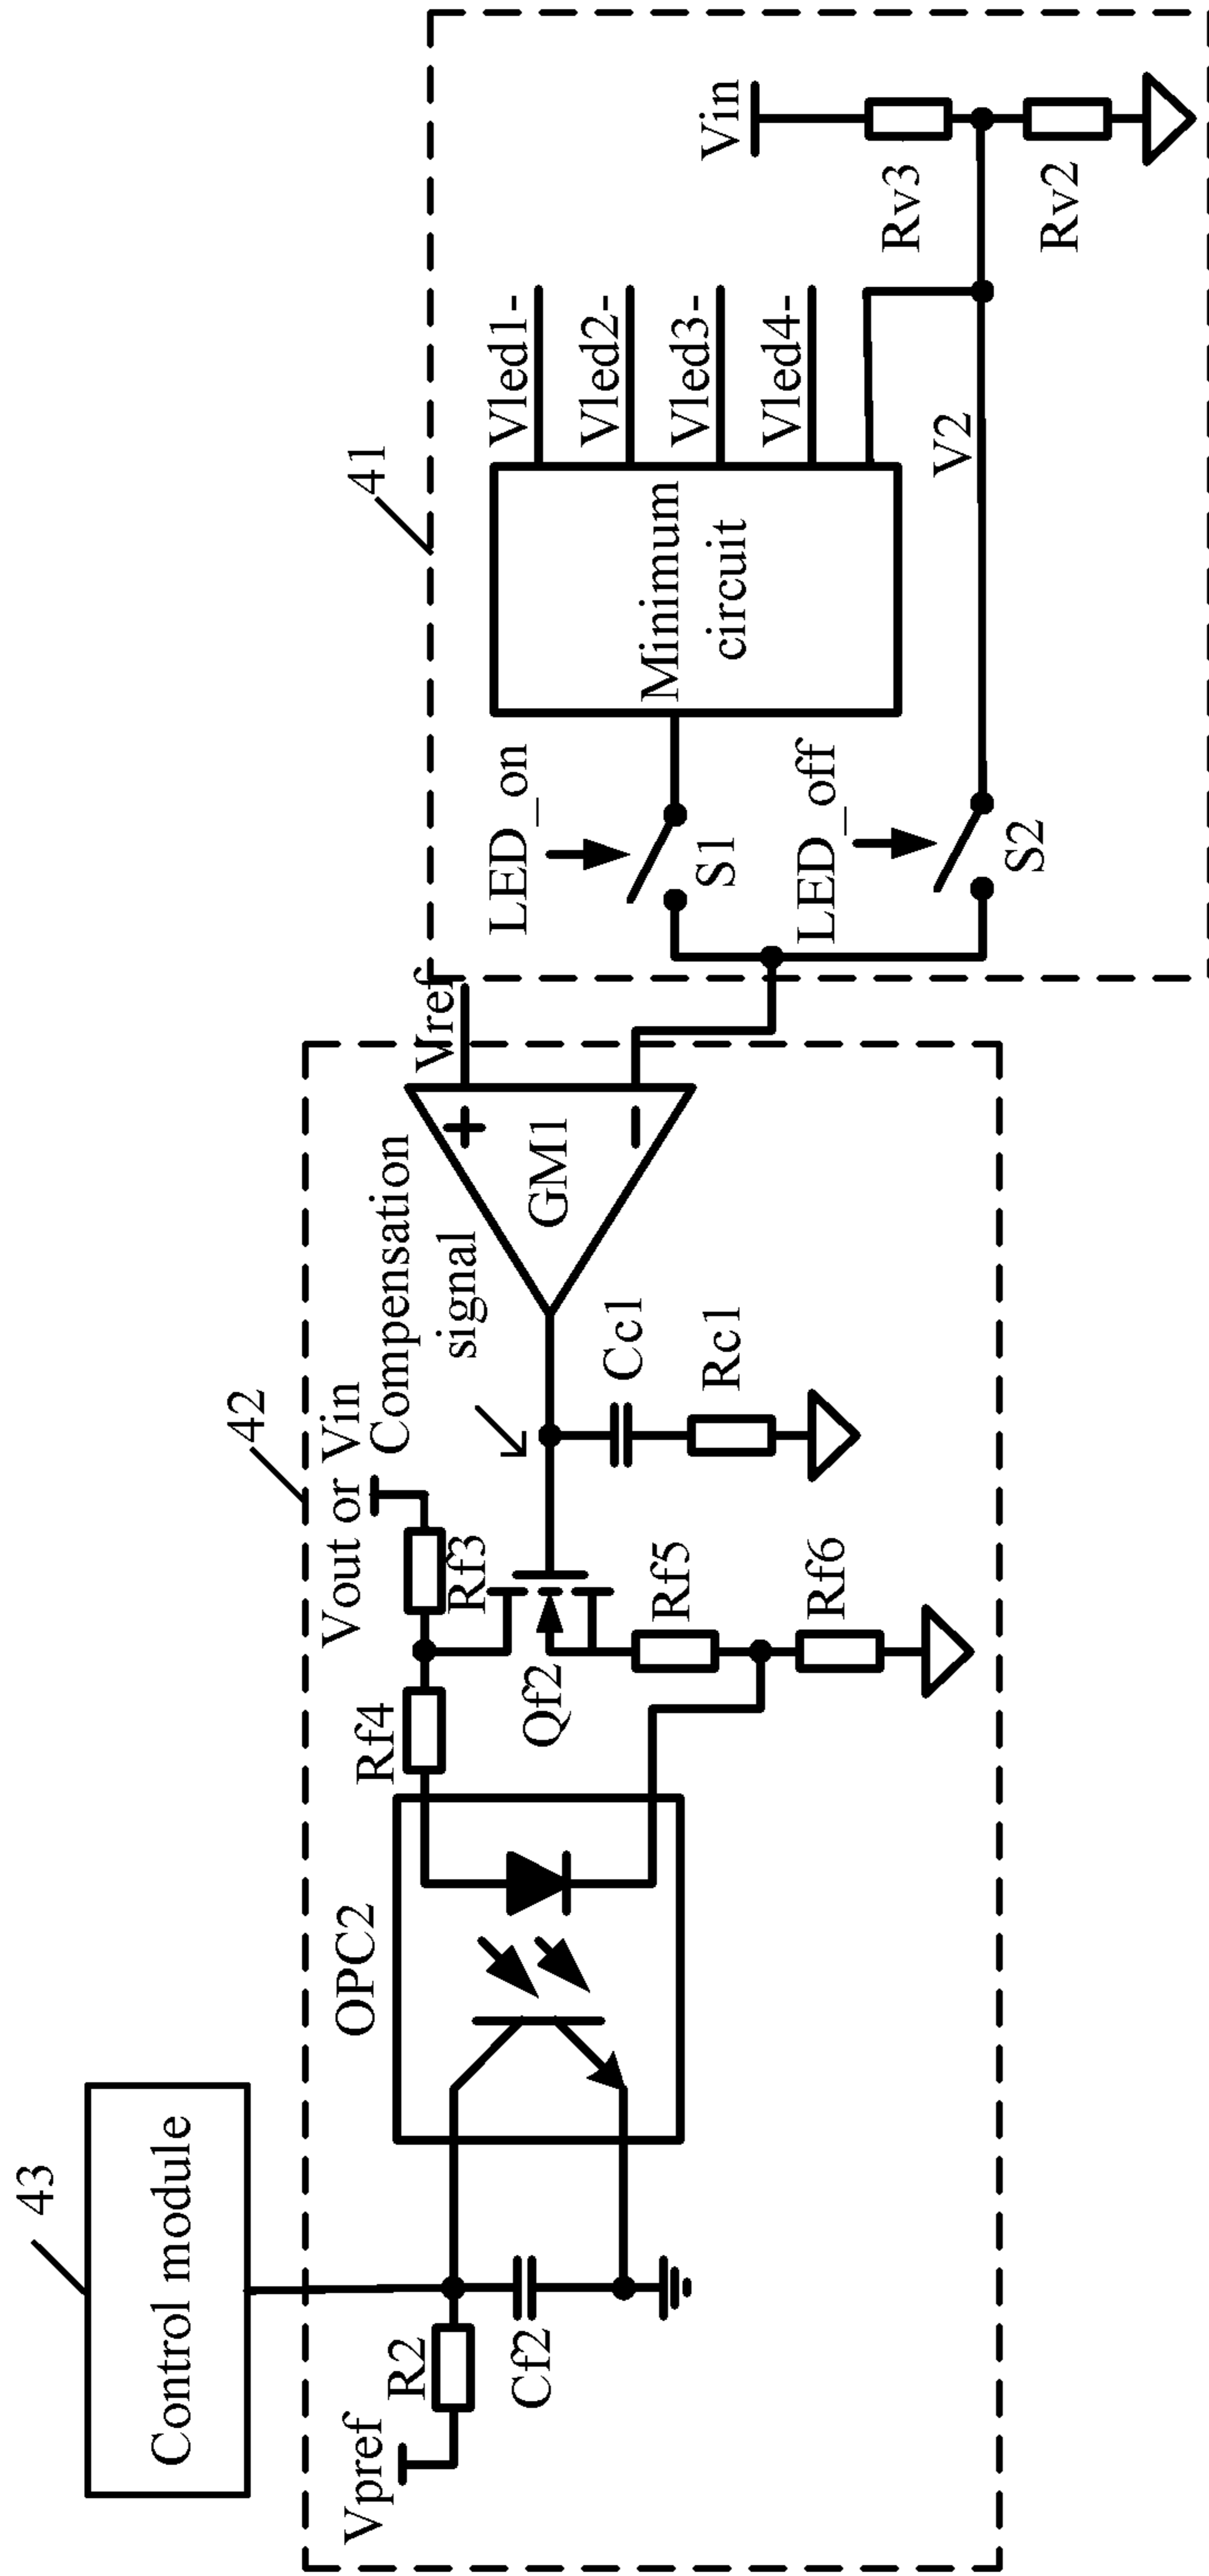 43
Control module
Vpref
R2
Cf2
OPC2
42
Vout or Vin
Rf4
Rf3
Qf2
Rf5
Rf6
Compensation
signal
Cc1
Rc1
Vref
+
GM1
−
41
LED_on
S1
LED_off
S2
Minimum
circuit
Vled1-
Vled2-
Vled3-
Vled4-
V2
Vin
Rv3
Rv2